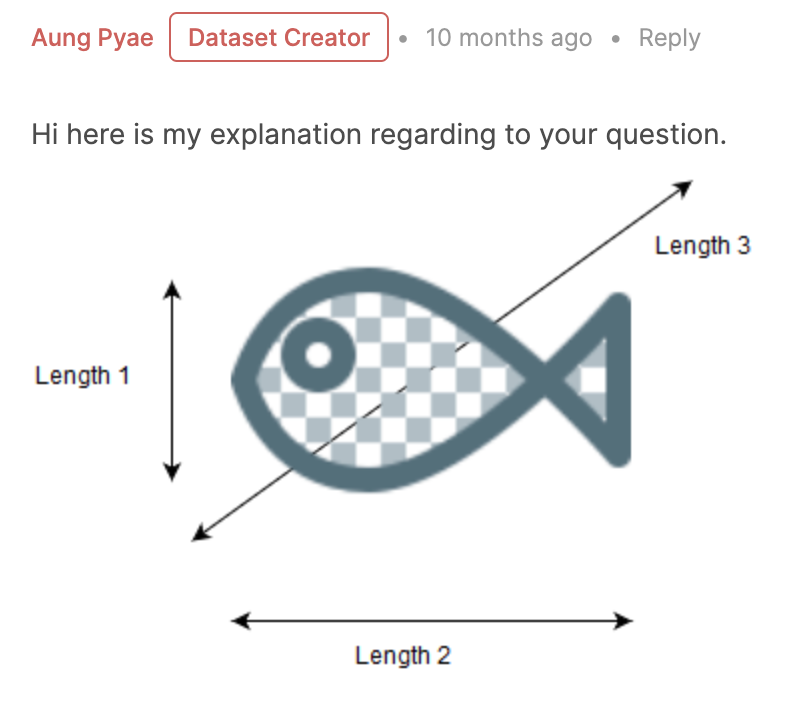 Aung Pyae Dataset Creator • 10 months ago • Reply
Hi here is my explanation regarding to your question.
Length 3
Length 1
Length 2